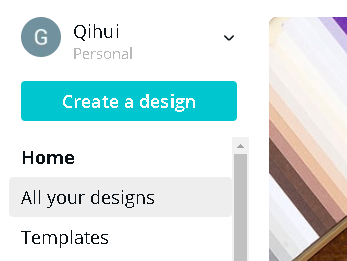 G
Qihui
Personal
Create a design
Home
All your designs
Templates